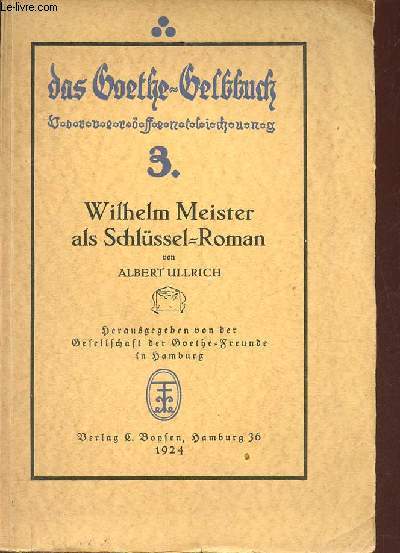 © Le-livre.com
das Goethe=Gelbbuch
3.
Wilhelm Meister
als Schlüssel=Roman
von
ALBERT ULLRICH
Herausgegeben von der
Gesellschaft der Goethe=Freunde
in Hamburg
Verlag C. Boysen, Hamburg 36
1924